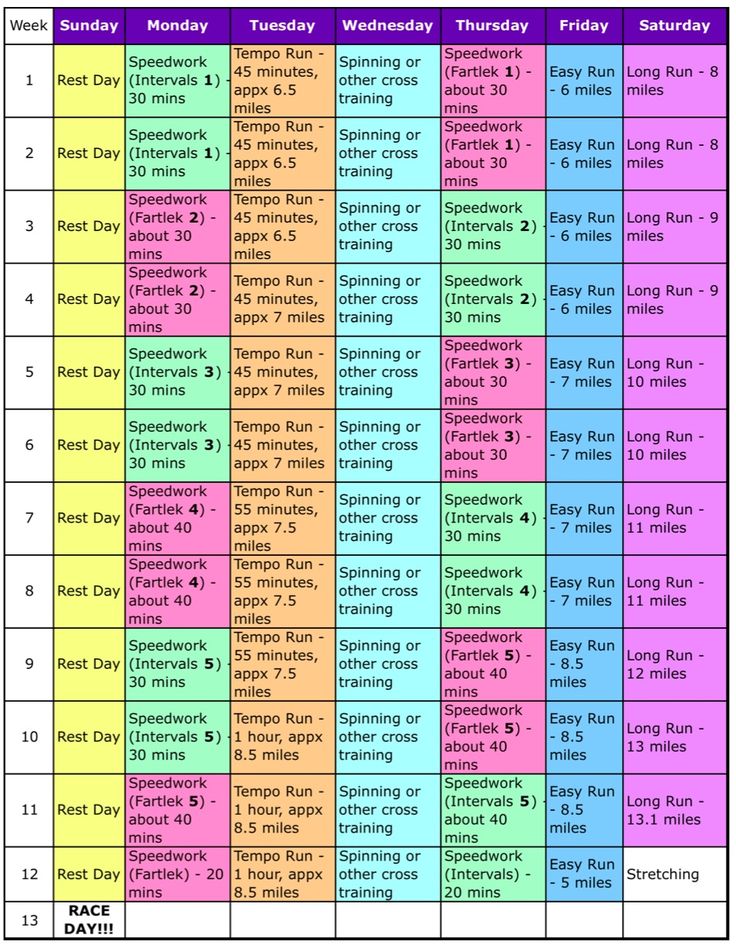 Week
Sunday
Monday
Tuesday
Wednesday
Thursday
Friday
Saturday
1
Rest Day
Speedwork
(Intervals 1) -
30 mins
Tempo Run -
45 minutes,
appx 6.5
miles
Spinning or
other cross
training
Speedwork
(Fartlek 1) -
about 30
mins
Easy Run
- 6 miles
Long Run - 8
miles
2
Rest Day
Speedwork
(Intervals 1) -
30 mins
Tempo Run -
45 minutes,
appx 6.5
miles
Spinning or
other cross
training
Speedwork
(Fartlek 1) -
about 30
mins
Easy Run
- 6 miles
Long Run - 8
miles
3
Rest Day
Speedwork
(Fartlek 2) -
about 30
mins
Tempo Run -
45 minutes,
appx 6.5
miles
Spinning or
other cross
training
Speedwork
(Intervals 2) -
30 mins
Easy Run
- 6 miles
Long Run - 9
miles
4
Rest Day
Speedwork
(Fartlek 2) -
about 30
mins
Tempo Run -
45 minutes,
appx 7 miles
Spinning or
other cross
training
Speedwork
(Intervals 2) -
30 mins
Easy Run
- 6 miles
Long Run - 9
miles
5
Rest Day
Speedwork
(Intervals 3) -
30 mins
Tempo Run -
45 minutes,
appx 7 miles
Spinning or
other cross
training
Speedwork
(Fartlek 3) -
about 30
mins
Easy Run
- 7 miles
Long Run -
10 miles
6
Rest Day
Speedwork
(Intervals 3) -
30 mins
Tempo Run -
45 minutes,
appx 7 miles
Spinning or
other cross
training
Speedwork
(Fartlek 3) -
about 30
mins
Easy Run
- 7 miles
Long Run -
10 miles
7
Rest Day
Speedwork
(Fartlek 4) -
about 40
mins
Tempo Run -
55 minutes,
appx 7.5
miles
Spinning or
other cross
training
Speedwork
(Intervals 4) -
30 mins
Easy Run
- 7 miles
Long Run -
11 miles
8
Rest Day
Speedwork
(Fartlek 4) -
about 40
mins
Tempo Run -
55 minutes,
appx 7.5
miles
Spinning or
other cross
training
Speedwork
(Intervals 4) -
30 mins
Easy Run
- 7 miles
Long Run -
11 miles
9
Rest Day
Speedwork
(Intervals 5) -
30 mins
Tempo Run -
55 minutes,
appx 7.5
miles
Spinning or
other cross
training
Speedwork
(Fartlek 5) -
about 40
mins
Easy Run
- 8.5
miles
Long Run -
12 miles
10
Rest Day
Speedwork
(Intervals 5) -
30 mins
Tempo Run -
1 hour, appx
8.5 miles
Spinning or
other cross
training
Speedwork
(Fartlek 5) -
about 40
mins
Easy Run
- 8.5
miles
Long Run -
13 miles
11
Rest Day
Speedwork
(Fartlek 5) -
about 40
mins
Tempo Run -
1 hour, appx
8.5 miles
Spinning or
other cross
training
Speedwork
(Intervals 5) -
about 40
mins
Easy Run
- 8.5
miles
Long Run -
13.1 miles
12
Rest Day
Speedwork
(Fartlek) - 20
mins
Tempo Run -
1 hour, appx
8.5 miles
Spinning or
other cross
training
Speedwork
(Intervals) -
20 mins
Easy Run
- 5 miles
Stretching
13
RACE
DAY!!!